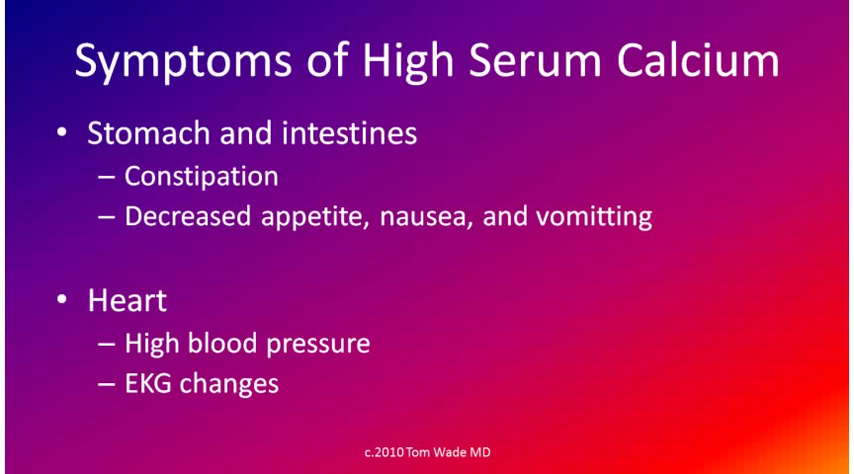 Symptoms of High Serum Calcium
• Stomach and intestines
– Constipation
– Decreased appetite, nausea, and vomitting
• Heart
– High blood pressure
– EKG changes
c.2010 Tom Wade MD